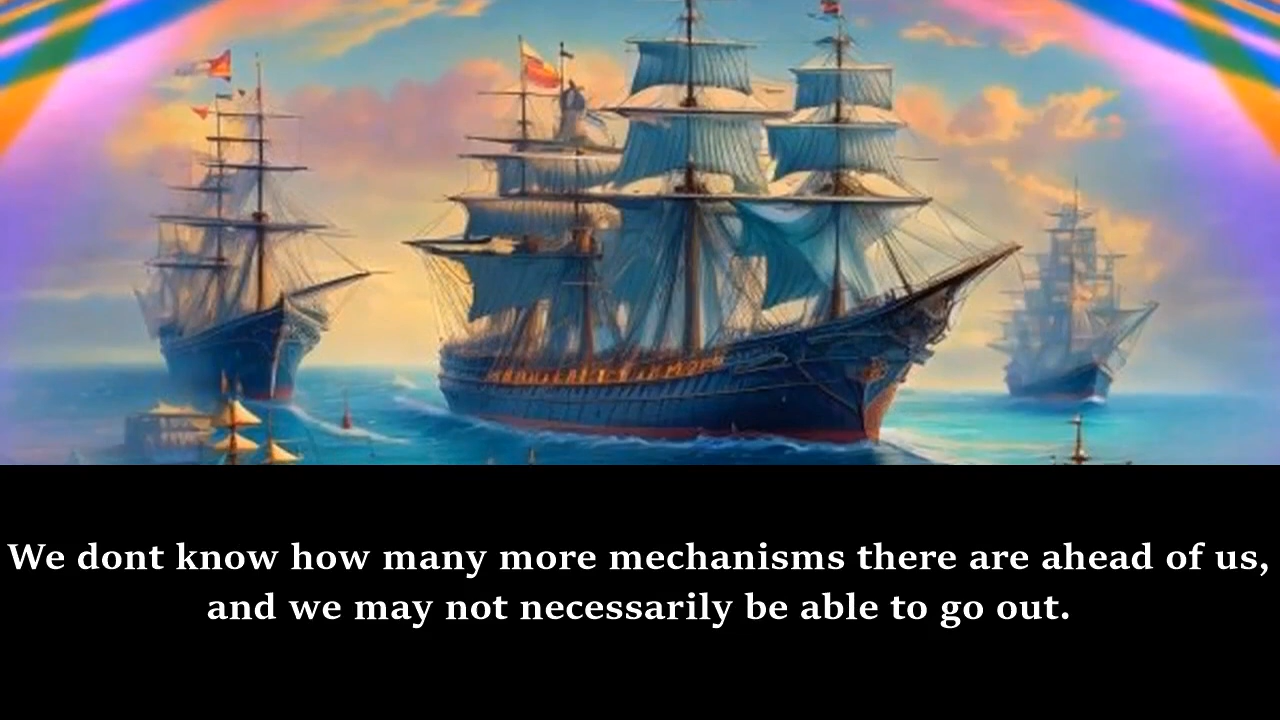 We dont know how many more mechanisms there are ahead of us,
and we may not necessarily be able to go out.